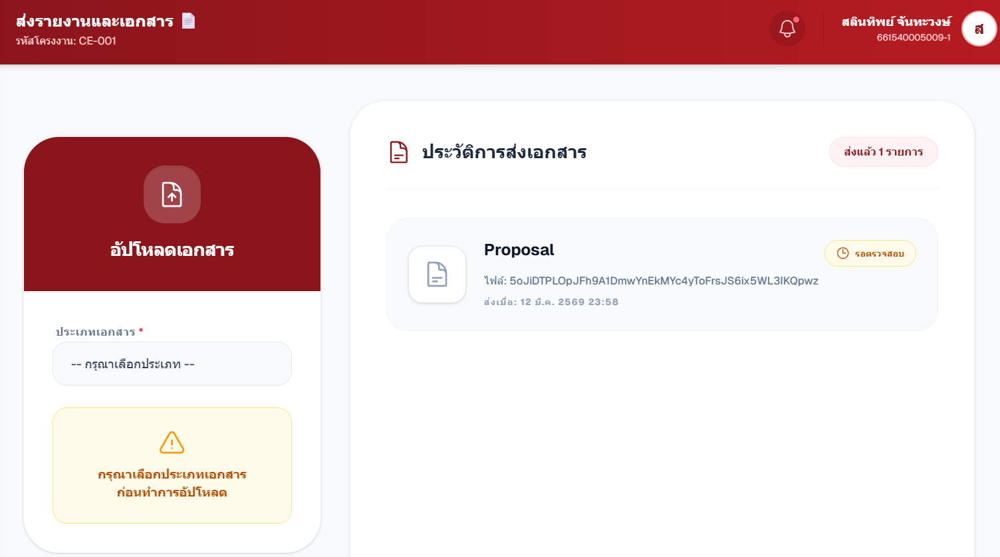 ส่งรายงานและเอกสาร
รหัสโครงงาน: CE-001
สลินทิพย์ จันทะวงษ์
661540005009-1
ส
อัปโหลดเอกสาร
ประเภทเอกสาร *
-- กรุณาเลือกประเภท --
กรุณาเลือกประเภทเอกสาร
ก่อนทำการอัปโหลด
ประวัติการส่งเอกสาร
ส่งแล้ว 1 รายการ
Proposal
รอตรวจสอบ
ไฟล์: 5oJiDTPLOpJFh9A1DmwYnEkMYc4yToFrsJS6ix5WL3IKQpwz
ส่งเมื่อ: 12 มี.ค. 2569 23:58